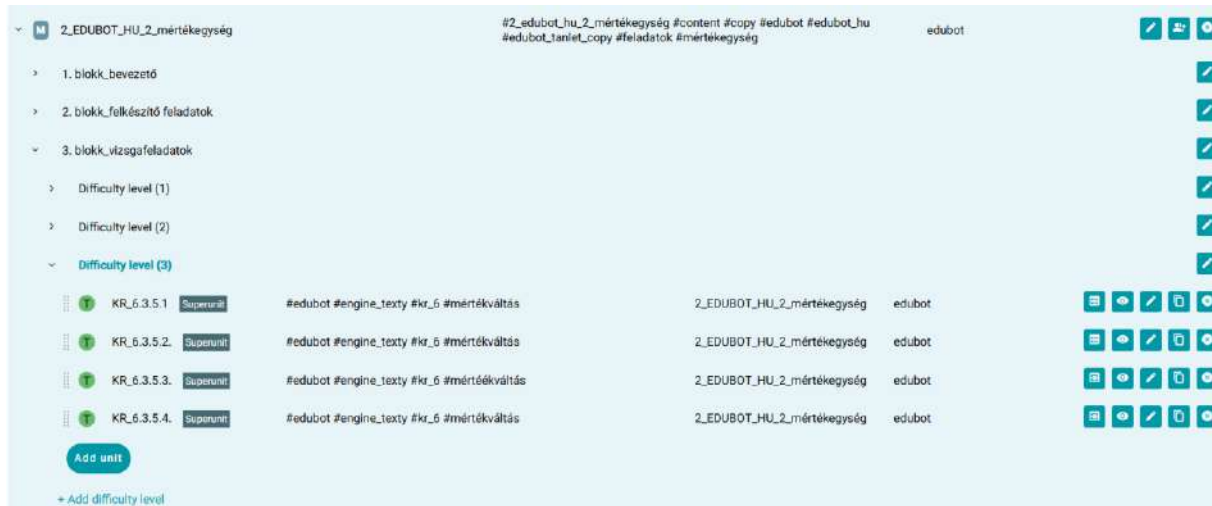 M 2_EDUBOT_HU_2_mértékegység #2_edubot_hu_2_mértékegység #content #copy #edubot #edubot_hu edubot
#edubot_tanlet_copy #feladatok #mértékegység
1. blokk_bevezető
2. blokk_felkészítő feladatok
3. blokk_vizsgafeladatok
Difficulty level (1)
Difficulty level (2)
Difficulty level (3)
T KR_6.3.5.1 Superunit #edubot #engine_texty #kr_6 #mértékváltás 2_EDUBOT_HU_2_mértékegység edubot
T KR_6.3.5.2. Superunit #edubot #engine_texty #kr_6 #mértékváltás 2_EDUBOT_HU_2_mértékegység edubot
T KR_6.3.5.3. Superunit #edubot #engine_texty #kr_6 #mértéékváltás 2_EDUBOT_HU_2_mértékegység edubot
T KR_6.3.5.4. Superunit #edubot #engine_texty #kr_6 #mértékváltás 2_EDUBOT_HU_2_mértékegység edubot
Add unit
+ Add difficulty level